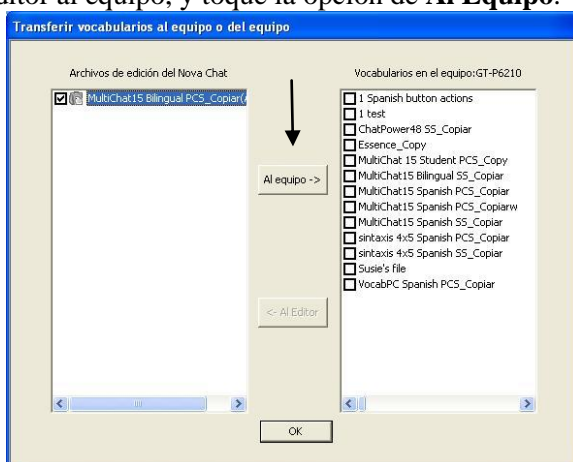 itor al equipo, y toque la opción de Al Equipo.
Transferir vocabularios al equipo o del equipo
Archivos de edición del Nova Chat
Vocabularios en el equipo:GT-P6210
MultiChat15 Bilingual PCS_Copiar(
1 Spanish button actions
1 test
ChatPower48 SS_Copiar
Essence_Copy
MultiChat 15 Student PCS_Copy
MultiChat15 Bilingual SS_Copiar
MultiChat15 Spanish PCS_Copiar
MultiChat15 Spanish PCS_Copiarw
MultiChat15 Spanish SS_Copiar
sintaxis 4x5 Spanish PCS_Copiar
sintaxis 4x5 Spanish SS_Copiar
Susie's file
VocabPC Spanish PCS_Copiar
Al equipo ->
<- Al Editor
OK